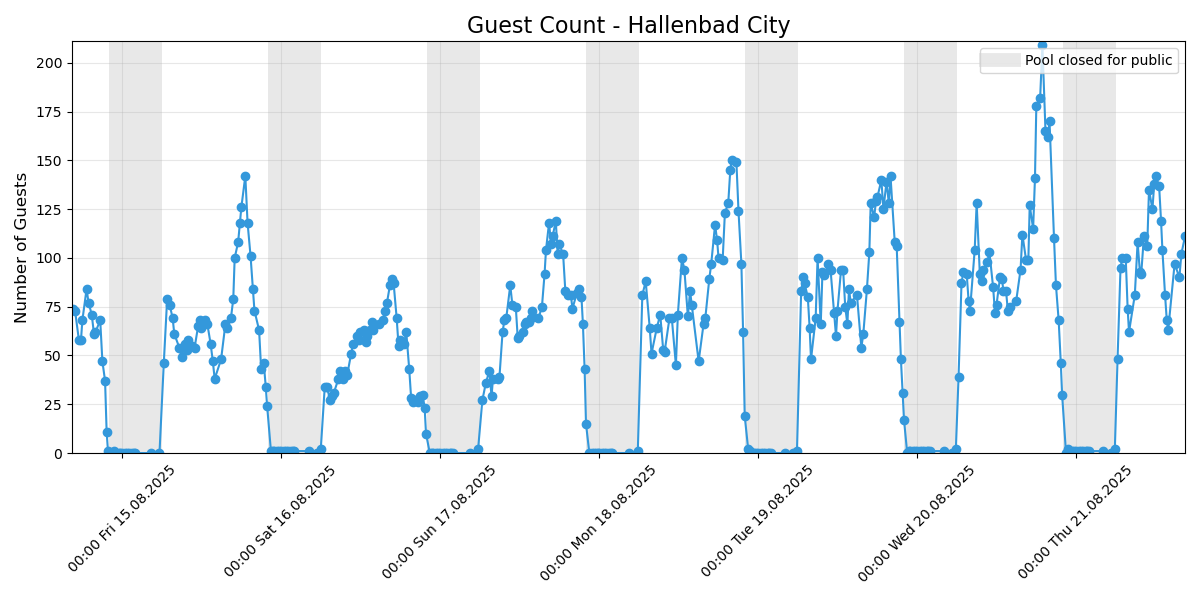 Guest Count - Hallenbad City
Pool closed for public
Number of Guests
200
175
150
125
100
75
50
25
0
00:00 Fri 15.08.2025
00:00 Sat 16.08.2025
00:00 Sun 17.08.2025
00:00 Mon 18.08.2025
00:00 Tue 19.08.2025
00:00 Wed 20.08.2025
00:00 Thu 21.08.2025